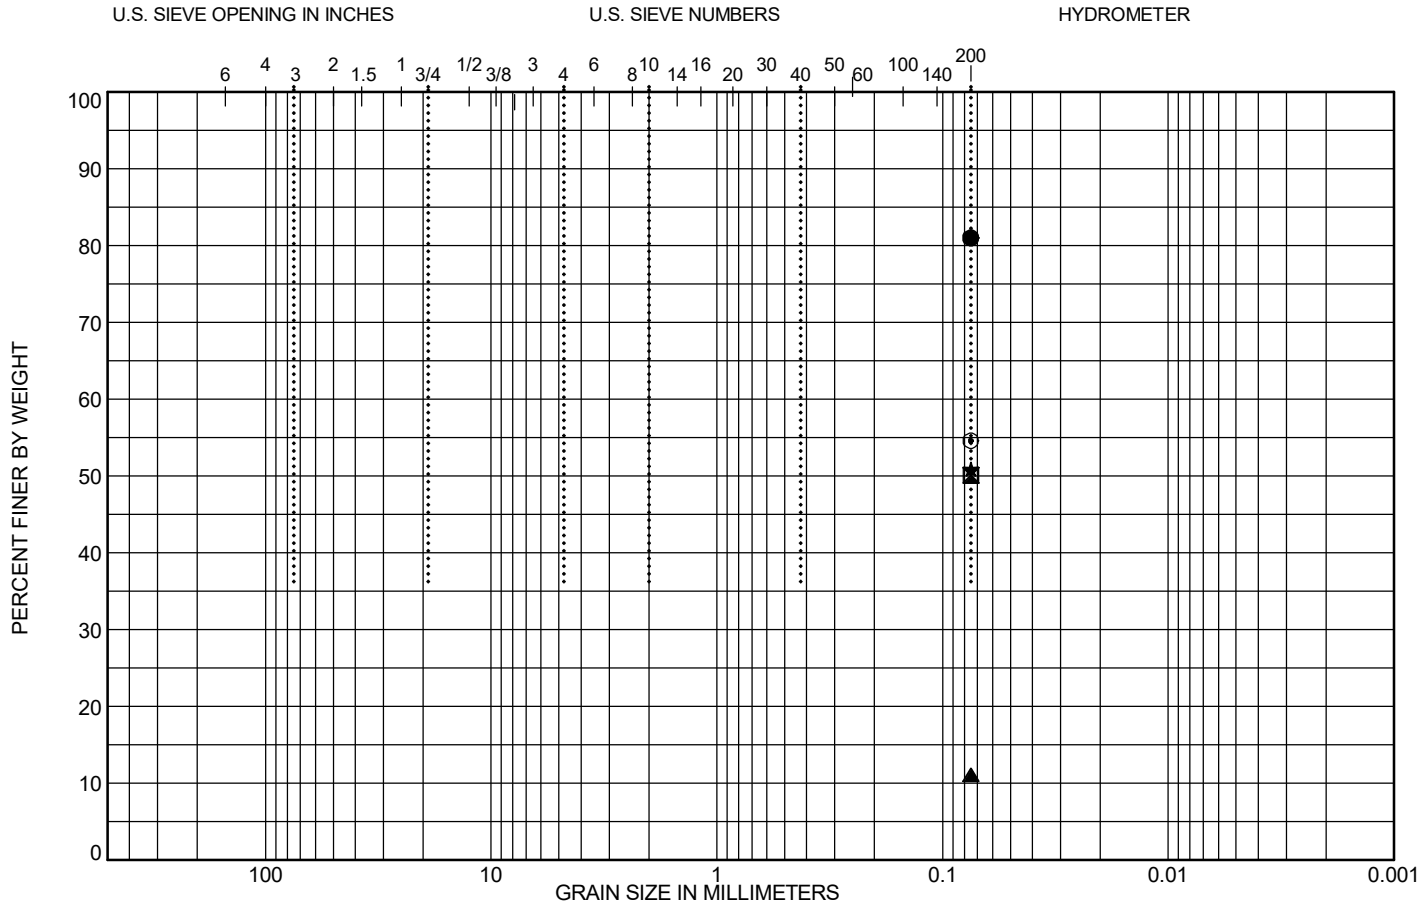 U.S. SIEVE OPENING IN INCHES U.S. SIEVE NUMBERS HYDROMETER
6 4 3 2 1.5 1 3/4 1/2 3/8 3 4 6 8 10 14 16 20 30 40 50 60 100 140 200
100
90
80
70
60
50
40
30
20
10
0
PERCENT FINER BY WEIGHT
100 10 1 0.1 0.01 0.001
GRAIN SIZE IN MILLIMETERS